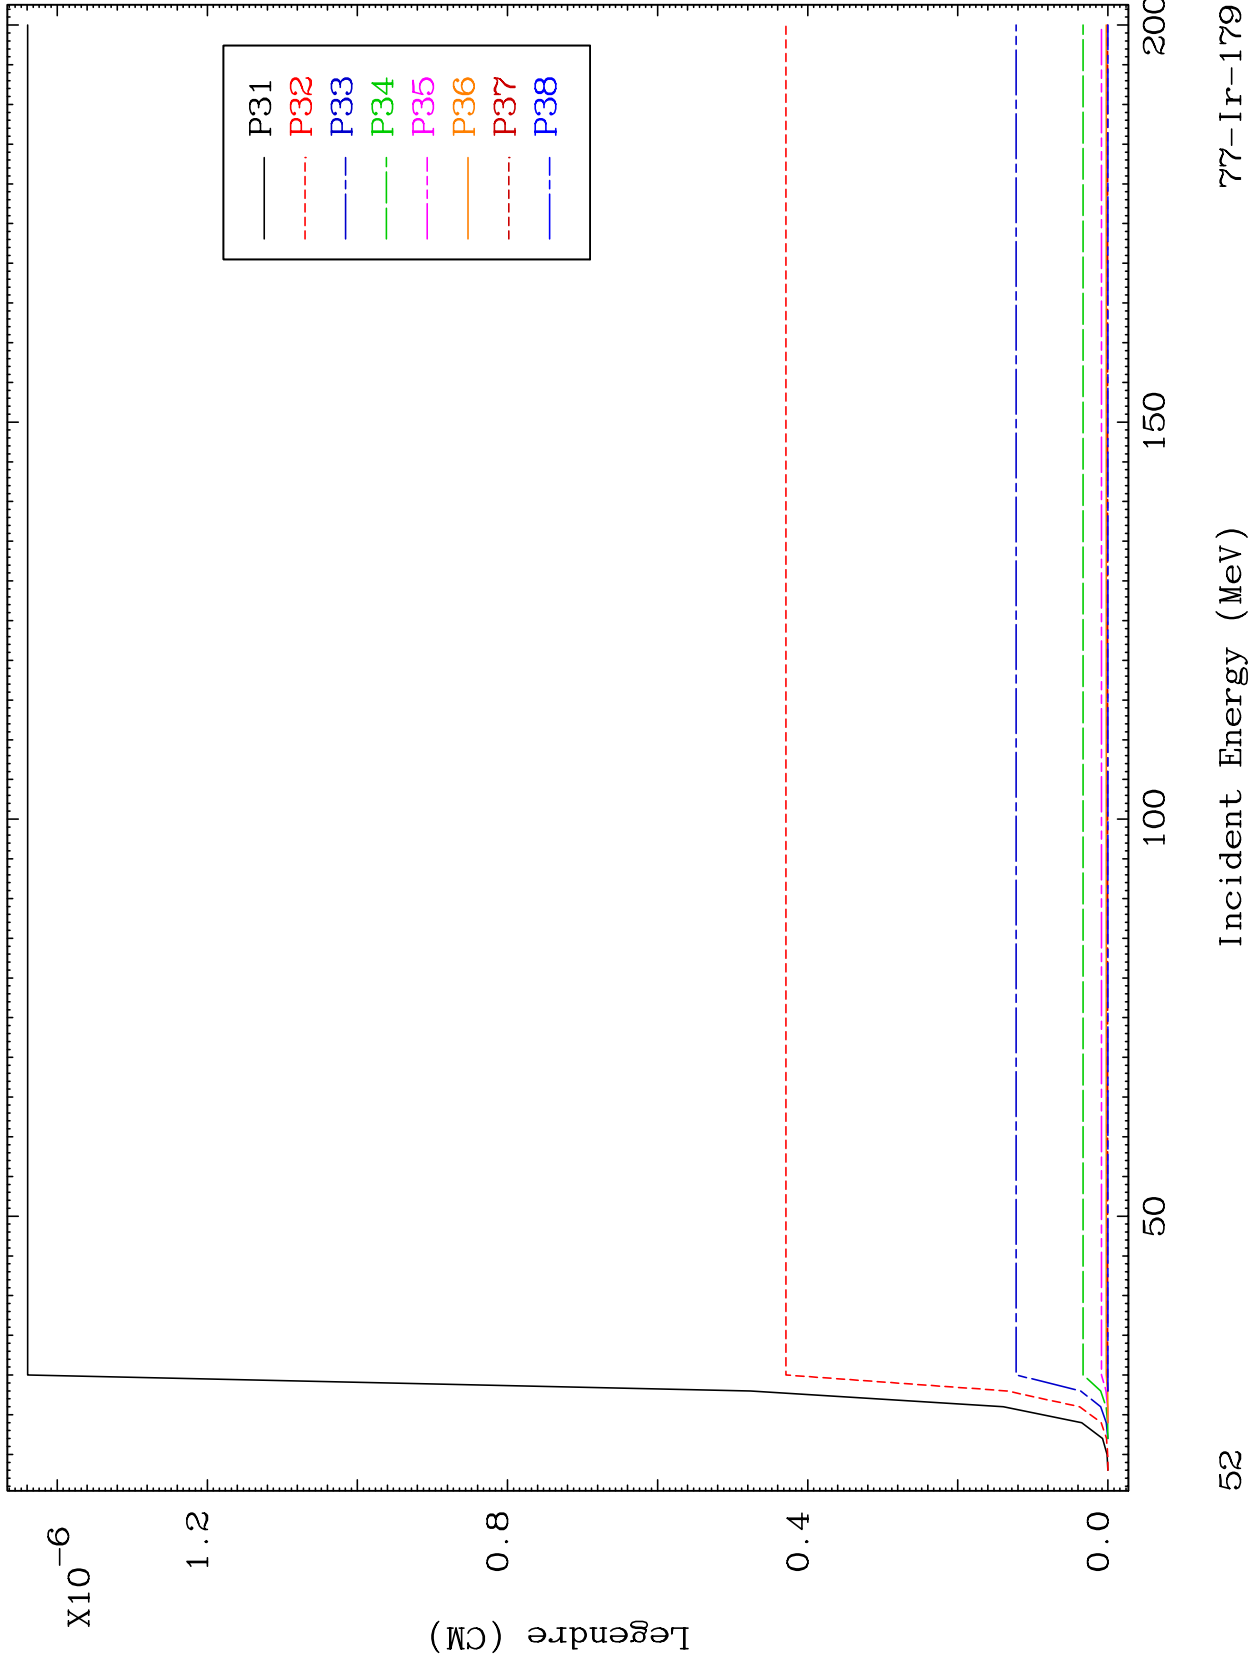 X10-6
1.2
0.8
0.4
0.0
Legendre (CM)
P31
P32
P33
P34
P35
P36
P37
P38
50
100
150
200
Incident Energy (MeV)
52
77-Ir-179